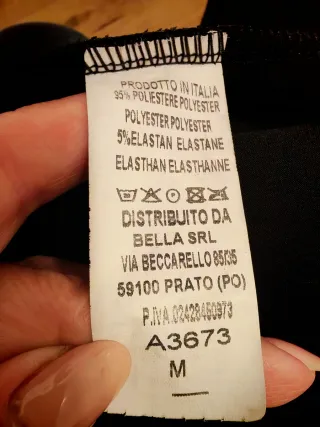 PRODOTTO IN ITALIA
95% POLIESTERE POLYESTER
POLYESTER POLYESTER
5% ELASTAN ELASTANE
ELASTHAN ELASTHANNE
DISTRIBUITO DA
BELLA SRL
VIA BECCARELLO 85/95
59100 PRATO (PO)
P.IVA.02428450973
A3673
M